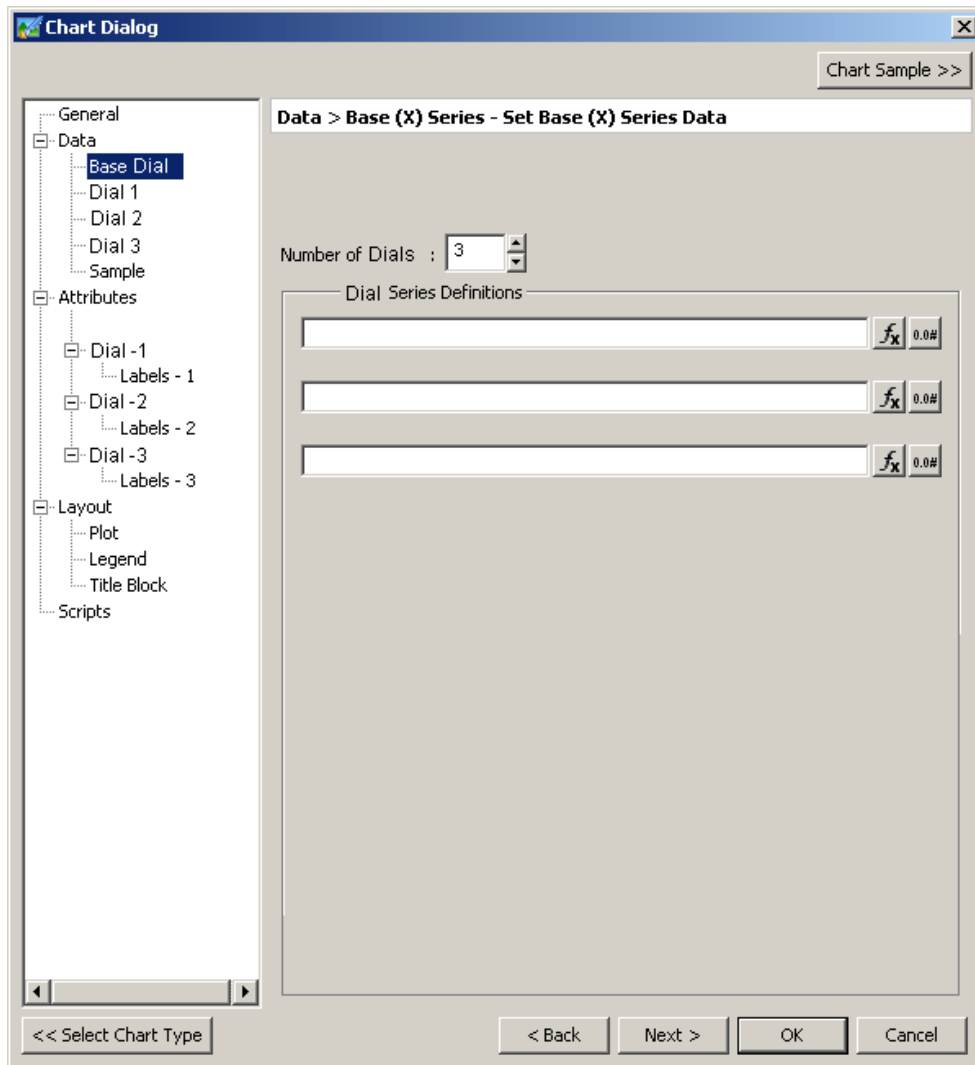 Chart Dialog
Chart Sample >>
General
Data
Base Dial
Dial 1
Dial 2
Dial 3
Sample
Attributes
Dial -1
Labels - 1
Dial -2
Labels - 2
Dial -3
Labels - 3
Layout
Plot
Legend
Title Block
Scripts
Data > Base (X) Series - Set Base (X) Series Data
Number of Dials : 3
Dial Series Definitions
fx 0.0#
fx 0.0#
fx 0.0#
<< Select Chart Type
< Back
Next >
OK
Cancel